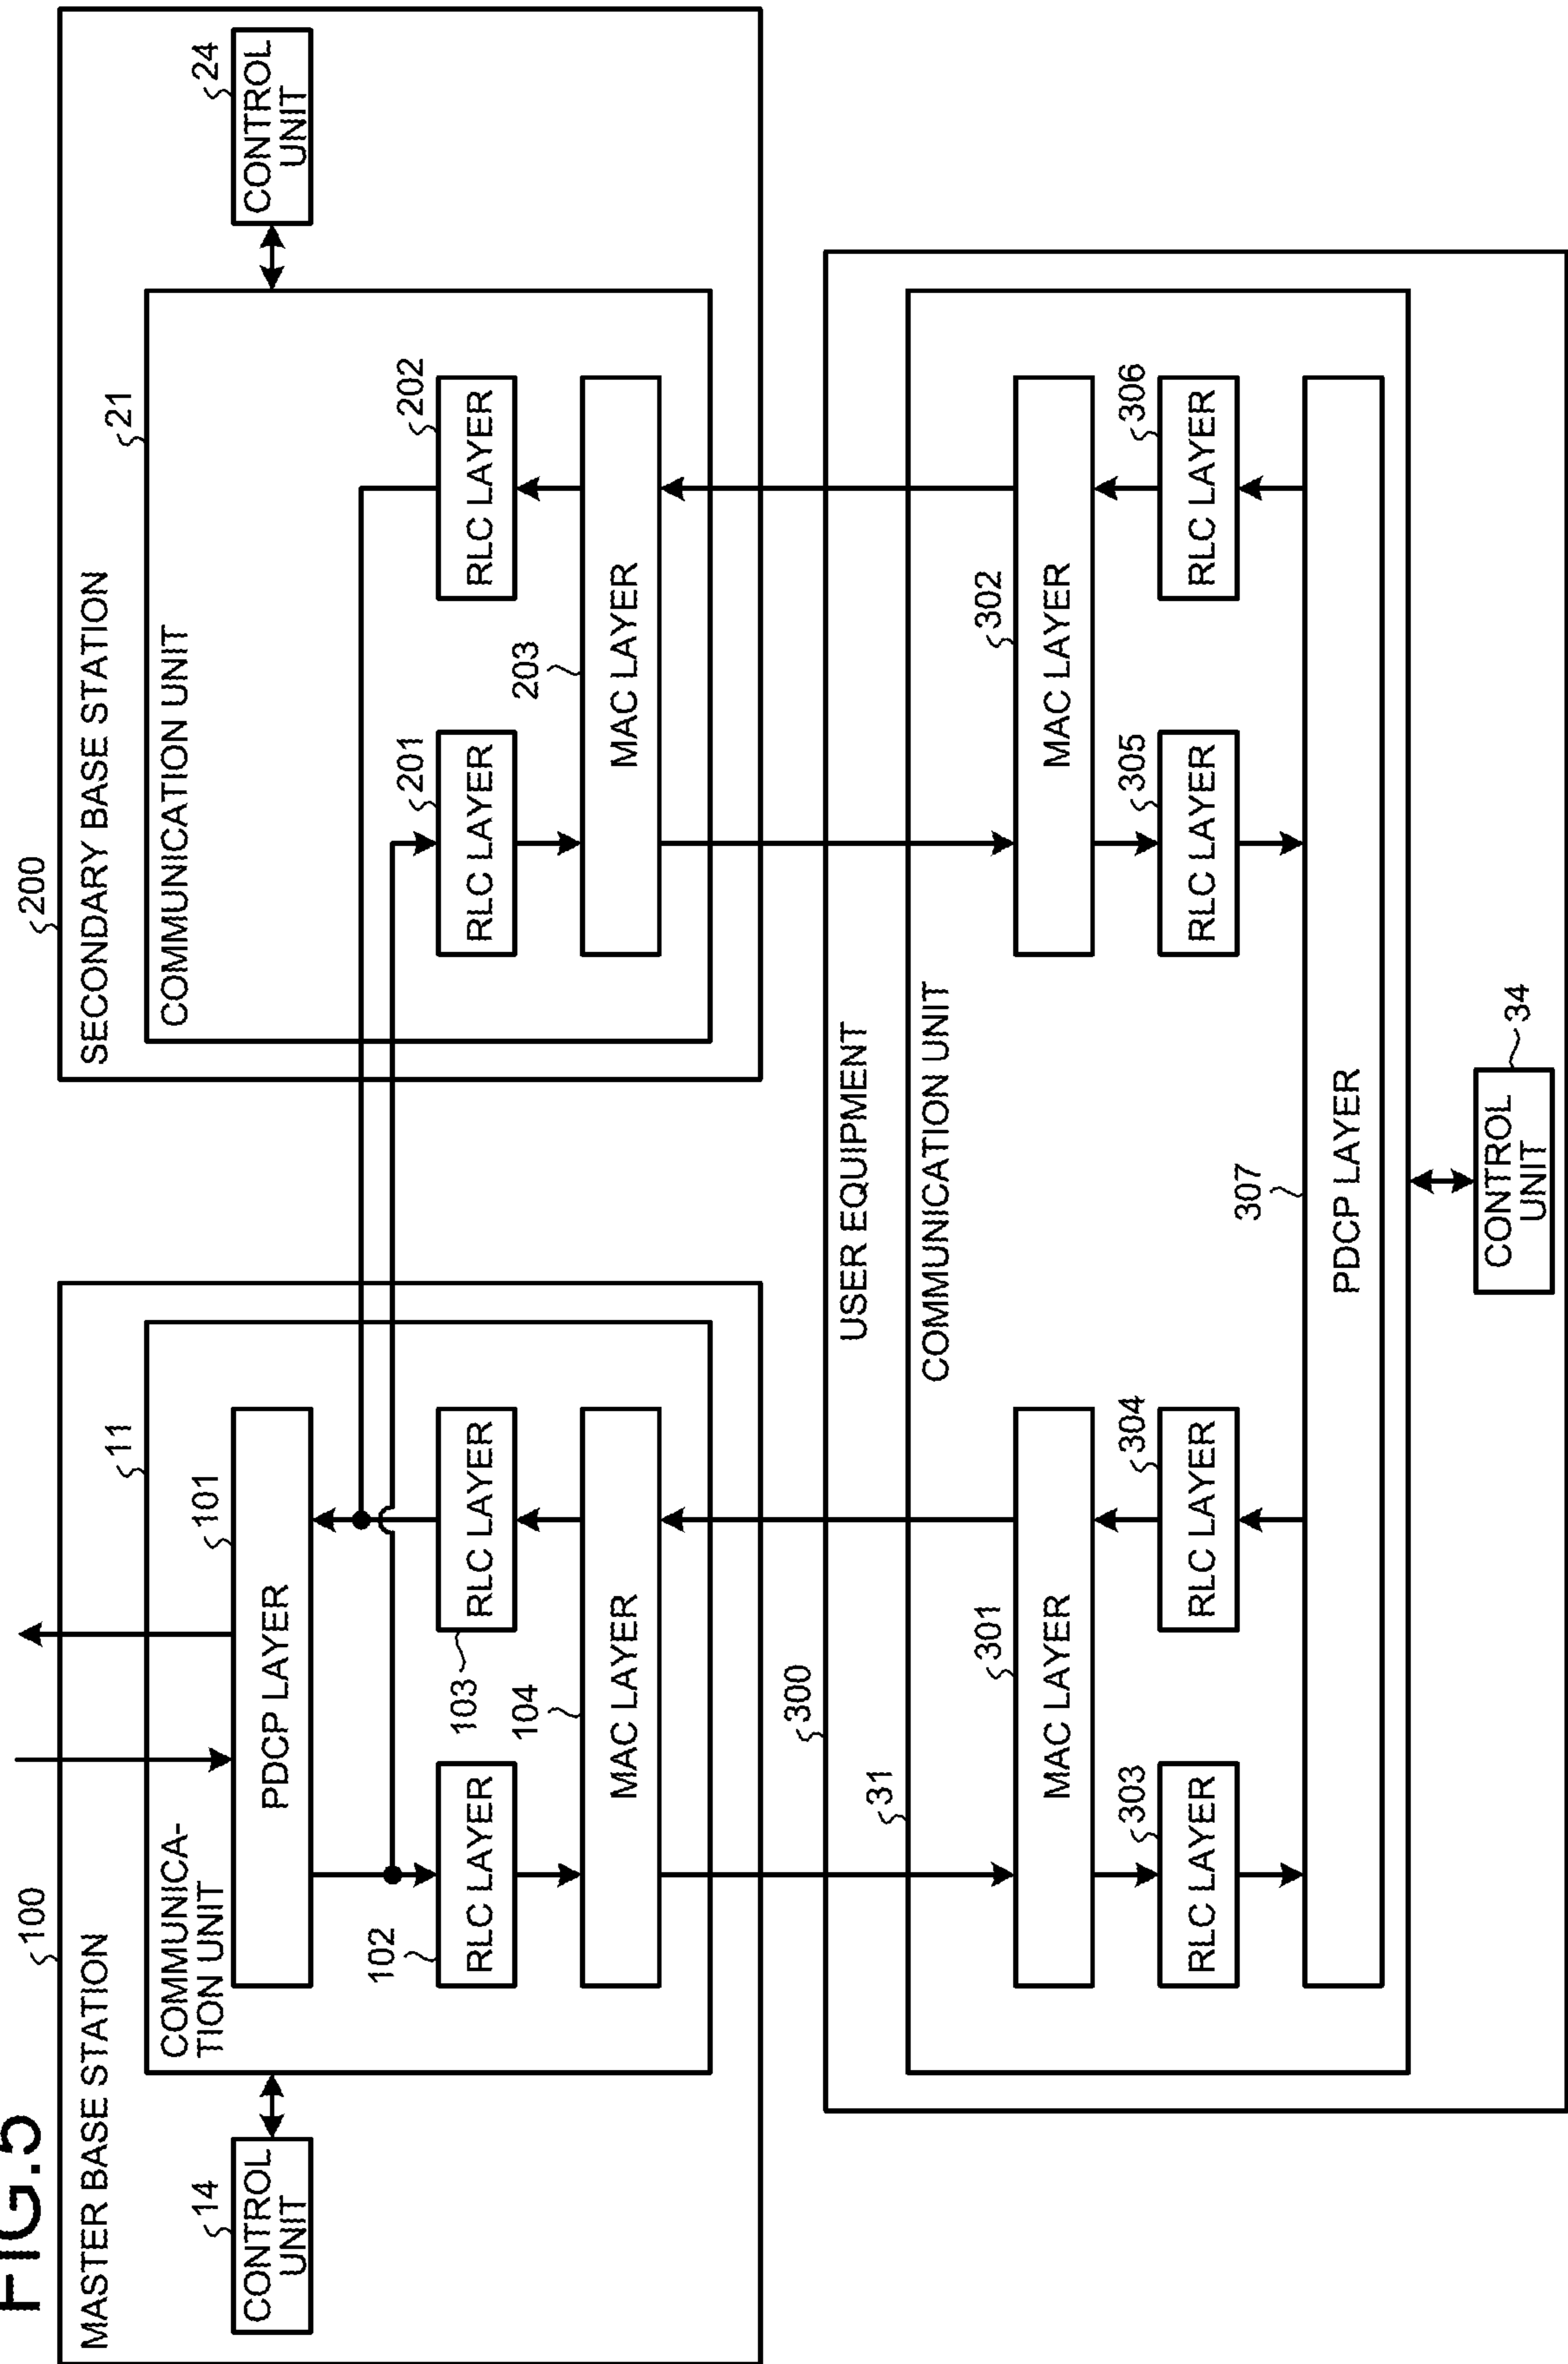 FIG.5
100
MASTER BASE STATION
14
CONTROL
UNIT
11
COMMUNICA-
TION UNIT
101
PDCP LAYER
102
RLC LAYER
103
RLC LAYER
104
MAC LAYER
200
SECONDARY BASE STATION
21
COMMUNICATION UNIT
24
CONTROL
UNIT
201
RLC LAYER
202
RLC LAYER
203
MAC LAYER
300
USER EQUIPMENT
31
COMMUNICATION UNIT
301
MAC LAYER
302
MAC LAYER
303
RLC LAYER
304
RLC LAYER
305
RLC LAYER
306
RLC LAYER
307
PDCP LAYER
34
CONTROL
UNIT